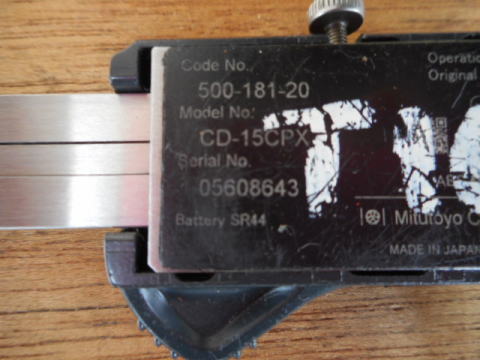 Code No.
500-181-20
Model No.
CD-15CPX
Serial No.
05608643
Battery SR44
Operatio
Original
Mitutoyo C
MADE IN JAPAN